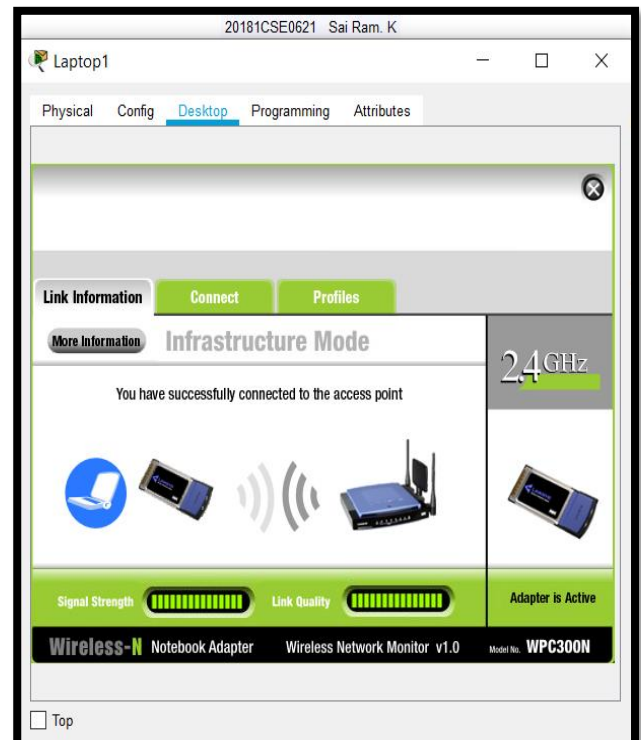 20181CSE0621 Sai Ram. K
Laptop1
Physical Config Desktop Programming Attributes
Link Information Connect Profiles
More Information Infrastructure Mode
2.4GHz
You have successfully connected to the access point
Signal Strength Link Quality Adapter is Active
Wireless-N Notebook Adapter Wireless Network Monitor v1.0 Model No. WPC300N
Top